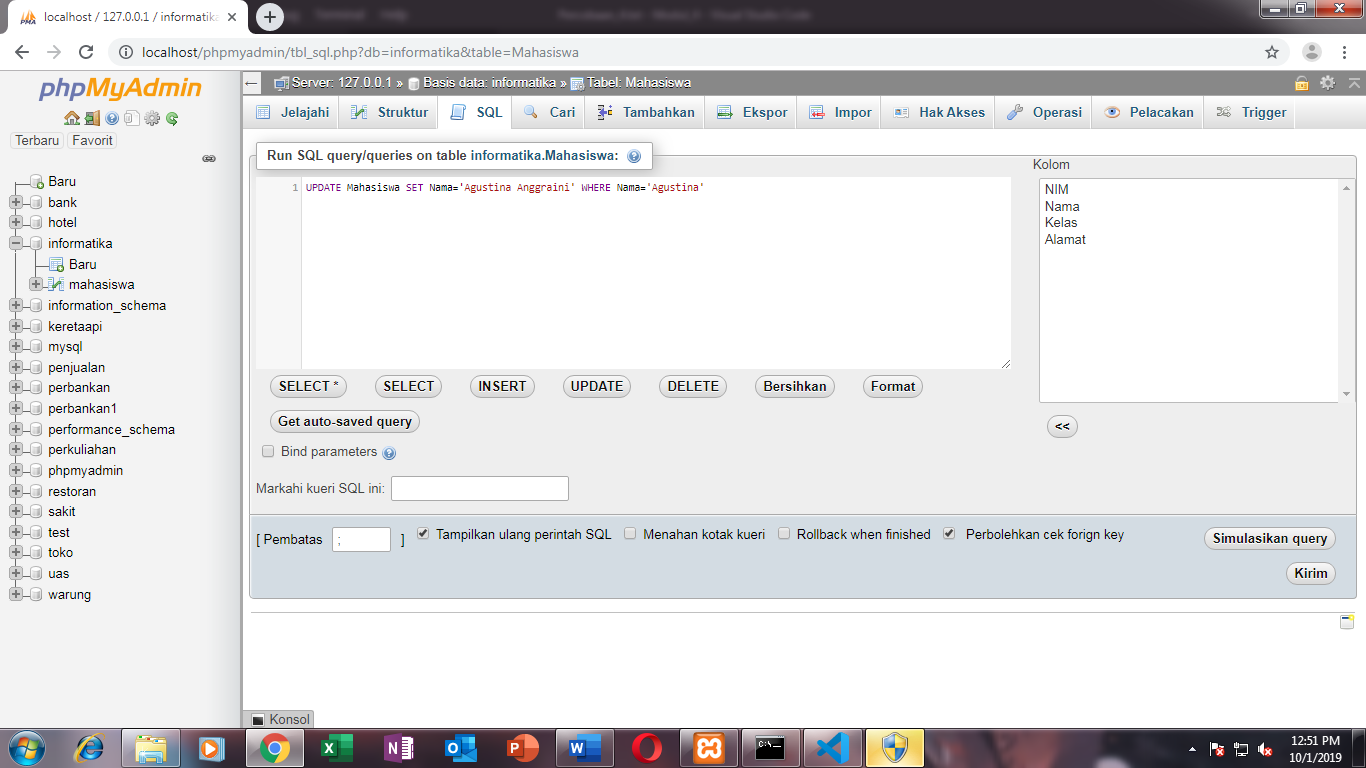 localhost / 127.0.0.1 / informatika
localhost/phpmyadmin/tbl_sql.php?db=informatika&table=Mahasiswa
phpMyAdmin
Terbaru Favorit
Baru
bank
hotel
informatika
Baru
mahasiswa
information_schema
keretaapi
mysql
penjualan
perbankan
perbankan1
performance_schema
perkuliahan
phpmyadmin
restoran
sakit
test
toko
uas
warung
Server: 127.0.0.1 » Basis data: informatika » Tabel: Mahasiswa
Jelajahi Struktur SQL Cari Tambahkan Ekspor Impor Hak Akses Operasi Pelacakan Trigger
Run SQL query/queries on table informatika.Mahasiswa:
1 UPDATE Mahasiswa SET Nama='Agustina Anggraini' WHERE Nama='Agustina'
Kolom
NIM
Nama
Kelas
Alamat
<<
SELECT * SELECT INSERT UPDATE DELETE Bersihkan Format
Get auto-saved query
Bind parameters
Markahi kueri SQL ini:
[ Pembatas ; ] Tampilkan ulang perintah SQL Menahan kotak kueri Rollback when finished Perbolehkan cek forign key
Simulasikan query
Kirim
Konsol
12:51 PM
10/1/2019